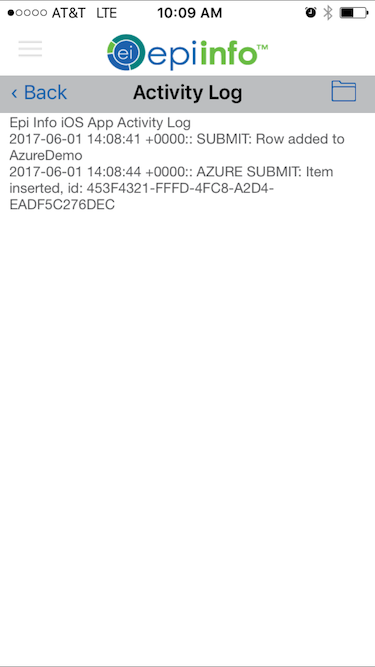 AT&T LTE 10:09 AM
ei epiinfo™
‹ Back Activity Log
Epi Info iOS App Activity Log
2017-06-01 14:08:41 +0000:: SUBMIT: Row added to
AzureDemo
2017-06-01 14:08:44 +0000:: AZURE SUBMIT: Item
inserted, id: 453F4321-FFFD-4FC8-A2D4-
EADF5C276DEC